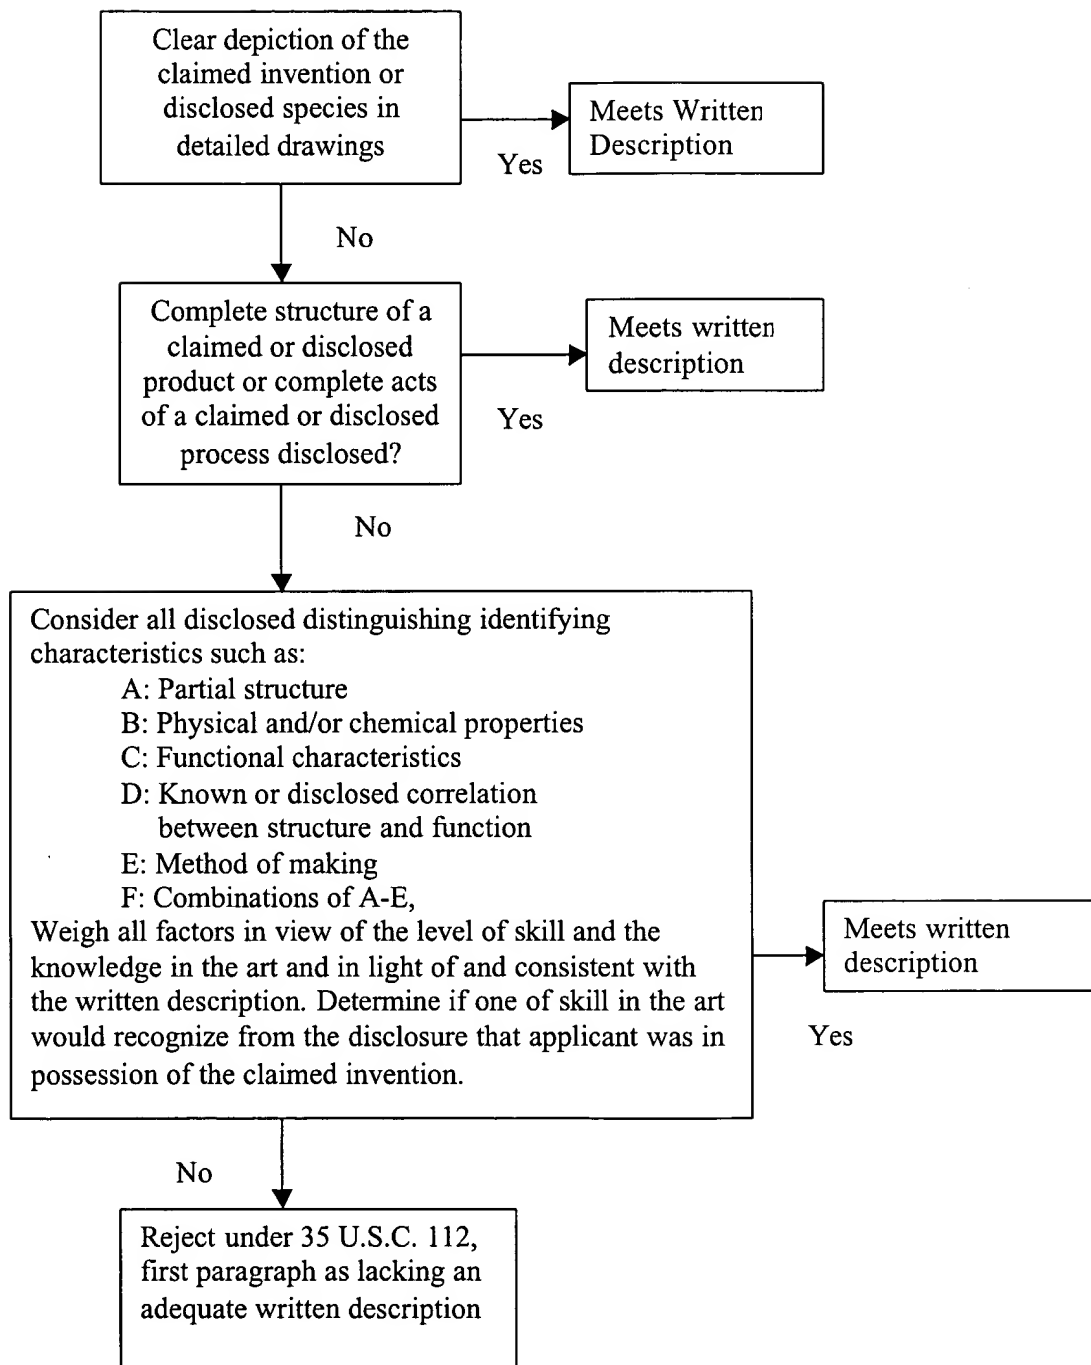 Clear depiction of the
claimed invention or
disclosed species in
detailed drawings
Meets Written
Description
Yes
No
Complete structure of a
claimed or disclosed
product or complete acts
of a claimed or disclosed
process disclosed?
Meets written
description
Yes
No
Consider all disclosed distinguishing identifying
characteristics such as:
A: Partial structure
B: Physical and/or chemical properties
C: Functional characteristics
D: Known or disclosed correlation
between structure and function
E: Method of making
F: Combinations of A-E,
Weigh all factors in view of the level of skill and the
knowledge in the art and in light of and consistent with
the written description. Determine if one of skill in the art
would recognize from the disclosure that applicant was in
possession of the claimed invention.
Meets written
description
Yes
No
Reject under 35 U.S.C. 112,
first paragraph as lacking an
adequate written description